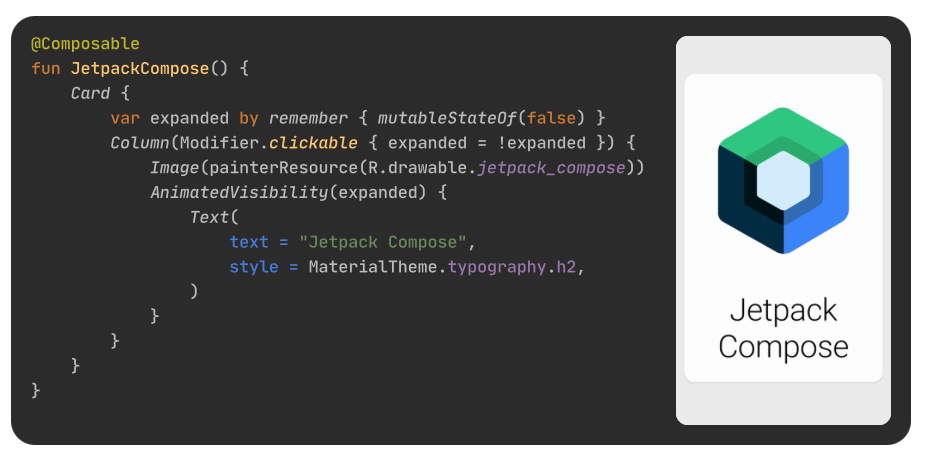 @Composable
fun JetpackCompose() {
    Card {
        var expanded by remember { mutableStateOf(false) }
        Column(Modifier.clickable { expanded = !expanded }) {
            Image(painterResource(R.drawable.jetpack_compose))
            AnimatedVisibility(expanded) {
                Text(
                    text = "Jetpack Compose",
                    style = MaterialTheme.typography.h2,
                )
            }
        }
    }
}
Jetpack
Compose